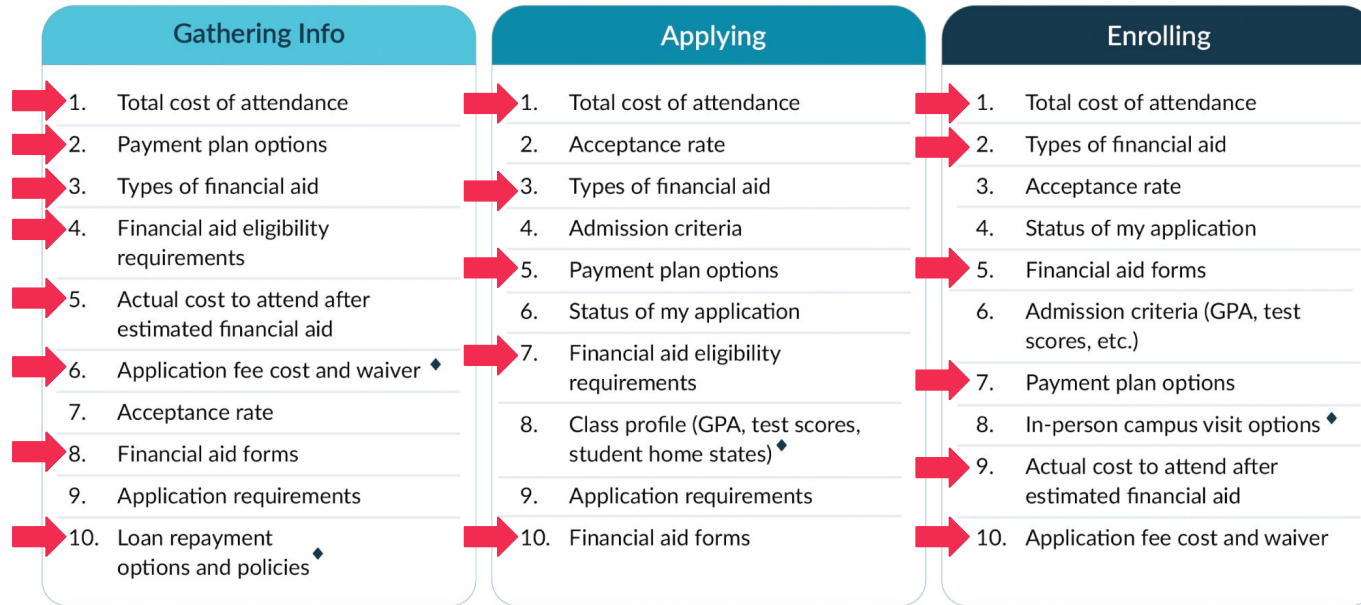 Gathering Info
1. Total cost of attendance
2. Payment plan options
3. Types of financial aid
4. Financial aid eligibility
requirements
5. Actual cost to attend after
estimated financial aid
6. Application fee cost and waiver ♦
7. Acceptance rate
8. Financial aid forms
9. Application requirements
10. Loan repayment
options and policies ♦
Applying
1. Total cost of attendance
2. Acceptance rate
3. Types of financial aid
4. Admission criteria
5. Payment plan options
6. Status of my application
7. Financial aid eligibility
requirements
8. Class profile (GPA, test scores,
student home states) ♦
9. Application requirements
10. Financial aid forms
Enrolling
1. Total cost of attendance
2. Types of financial aid
3. Acceptance rate
4. Status of my application
5. Financial aid forms
6. Admission criteria (GPA, test
scores, etc.)
7. Payment plan options
8. In-person campus visit options ♦
9. Actual cost to attend after
estimated financial aid
10. Application fee cost and waiver